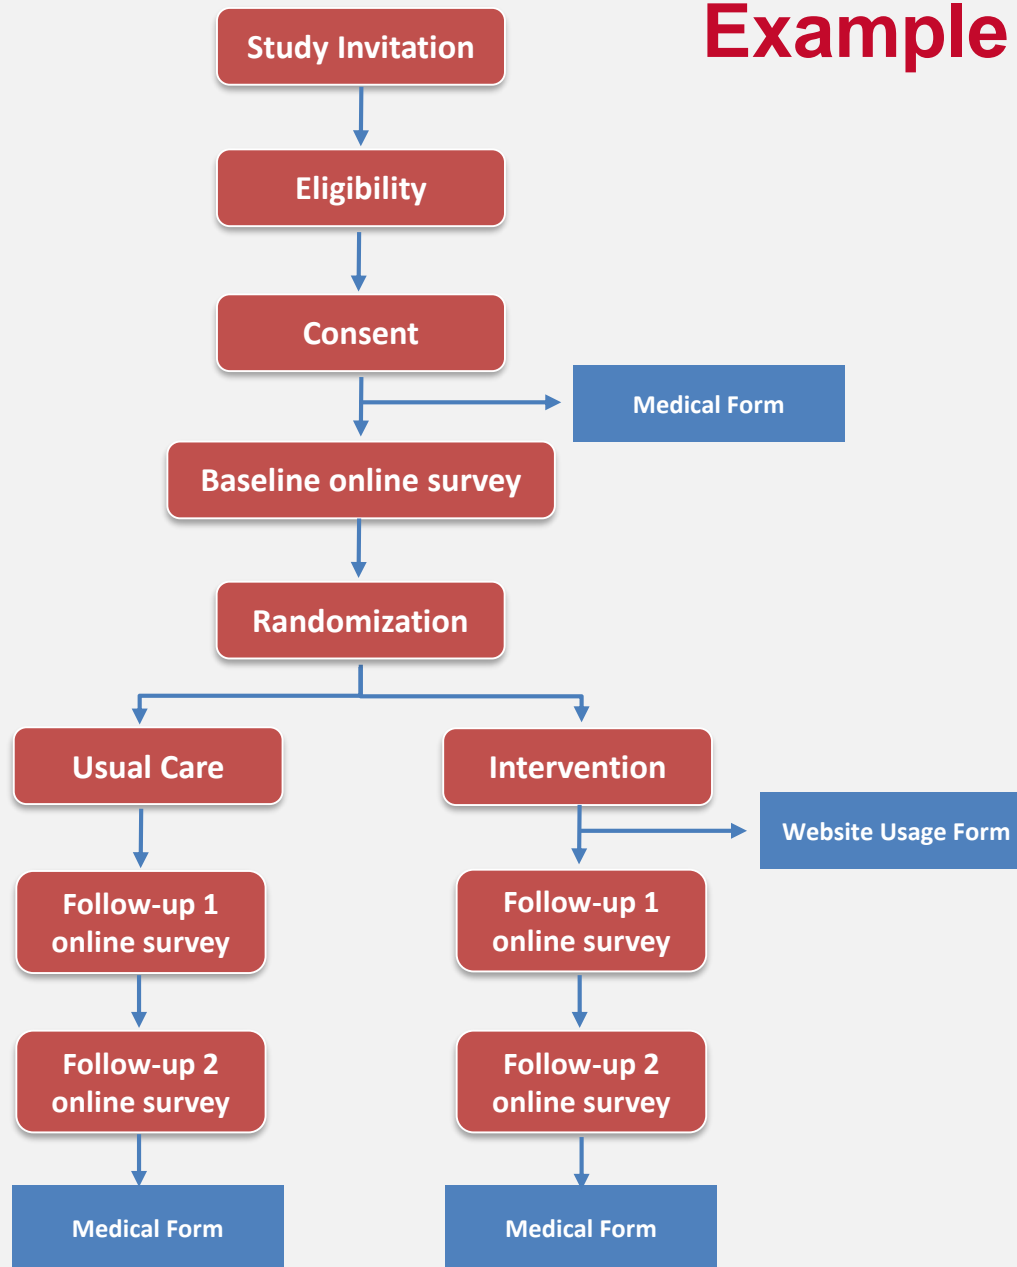 Example
Study Invitation
Eligibility
Consent
Medical Form
Baseline online survey
Randomization
Usual Care
Intervention
Website Usage Form
Follow-up 1
online survey
Follow-up 1
online survey
Follow-up 2
online survey
Follow-up 2
online survey
Medical Form
Medical Form